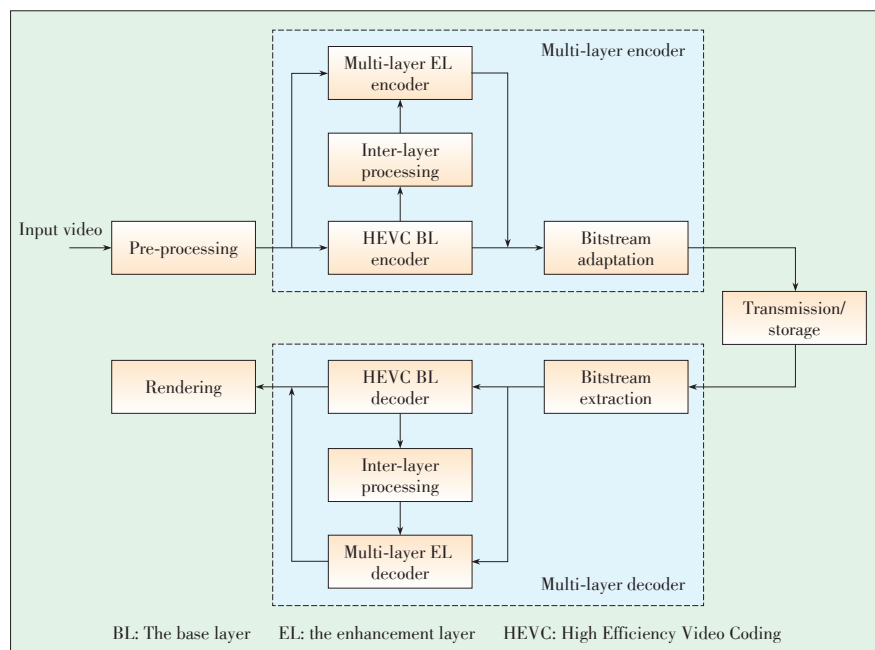 Multi-layer encoder
Multi-layer EL
encoder
Inter-layer
processing
Input video
Pre-processing
HEVC BL
encoder
Bitstream
adaptation
Transmission/
storage
Rendering
HEVC BL
decoder
Bitstream
extraction
Inter-layer
processing
Multi-layer EL
decoder
Multi-layer decoder
BL: The base layer EL: the enhancement layer HEVC: High Efficiency Video Coding